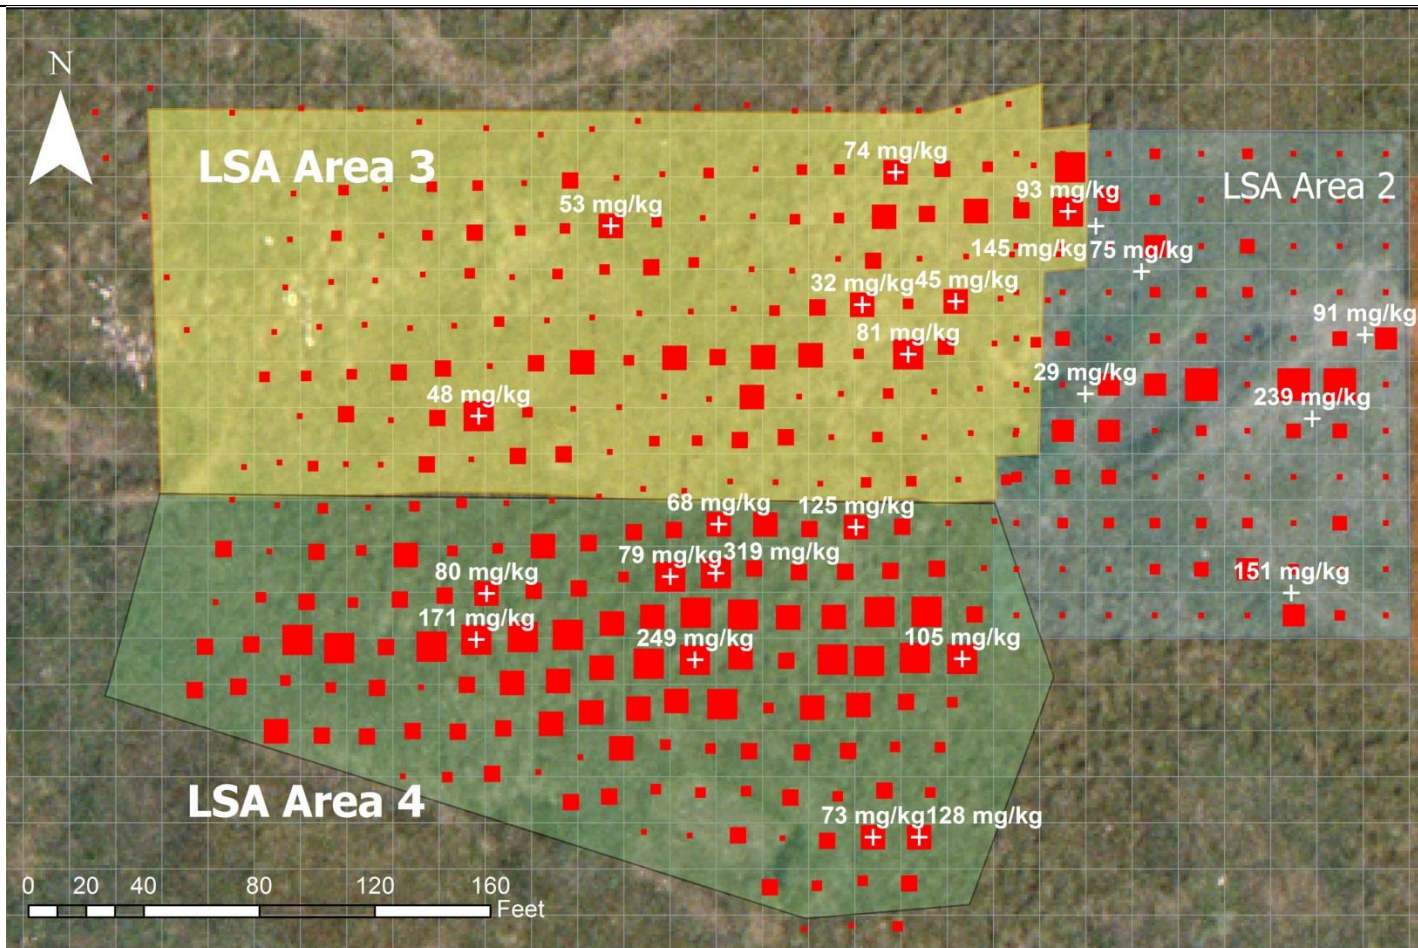 N
LSA Area 3
74 mg/kg
LSA Area 2
53 mg/kg
93 mg/kg
145 mg/kg 75 mg/kg
32 mg/kg 45 mg/kg
91 mg/kg
81 mg/kg
29 mg/kg
48 mg/kg
239 mg/kg
68 mg/kg 125 mg/kg
79 mg/kg 319 mg/kg
80 mg/kg
151 mg/kg
171 mg/kg
249 mg/kg 105 mg/kg
LSA Area 4
73 mg/kg 128 mg/kg
0 20 40 80 120 160
Feet